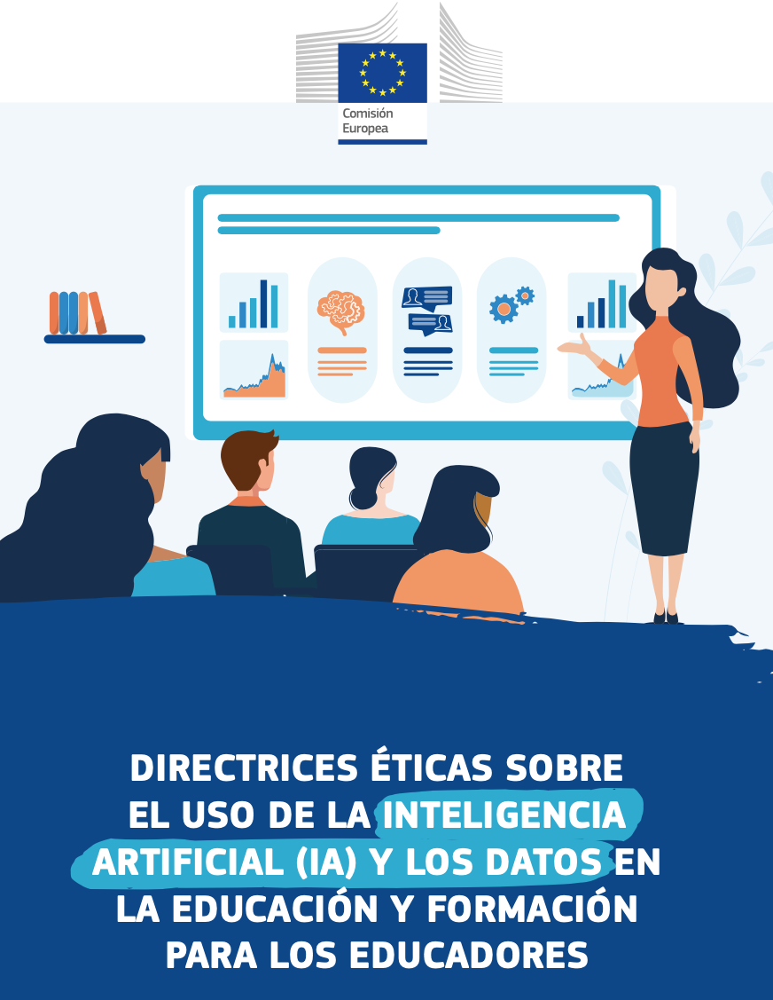 Comisión
Europea
DIRECTRICES ÉTICAS SOBRE
EL USO DE LA INTELIGENCIA
ARTIFICIAL (IA) Y LOS DATOS EN
LA EDUCACIÓN Y FORMACIÓN
PARA LOS EDUCADORES